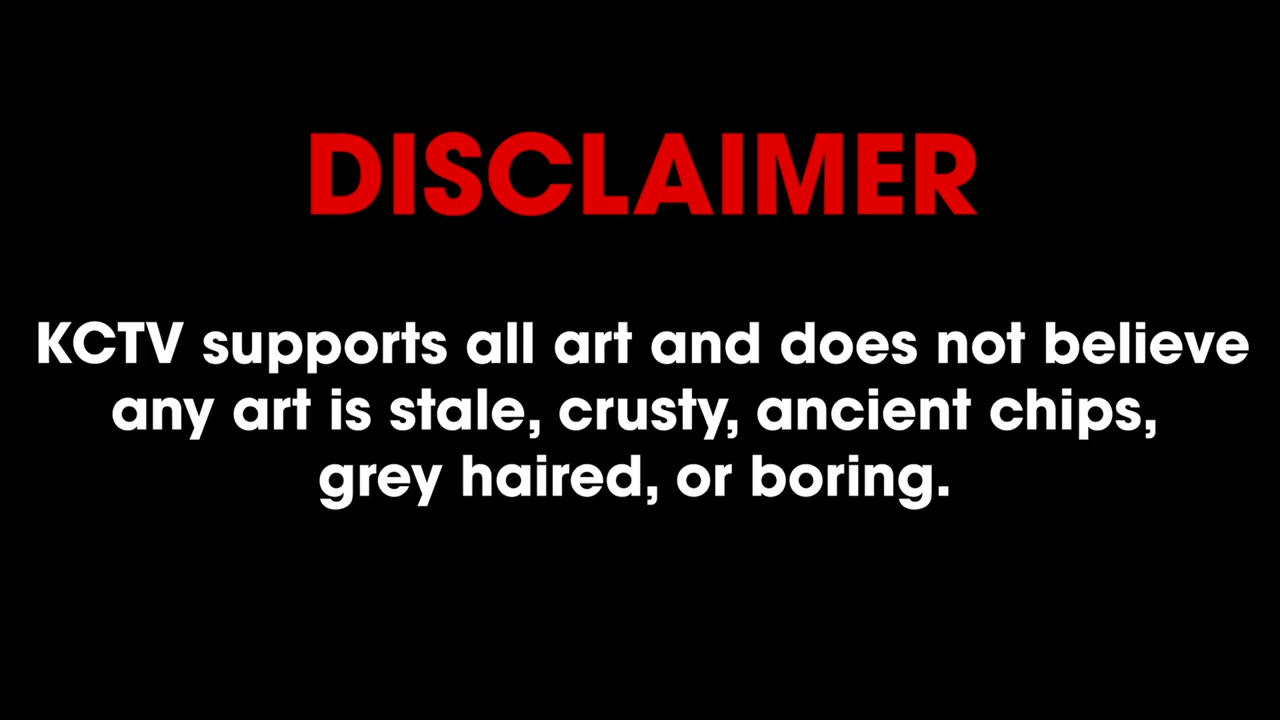 DISCLAIMER
KCTV supports all art and does not believe
any art is stale, crusty, ancient chips,
grey haired, or boring.